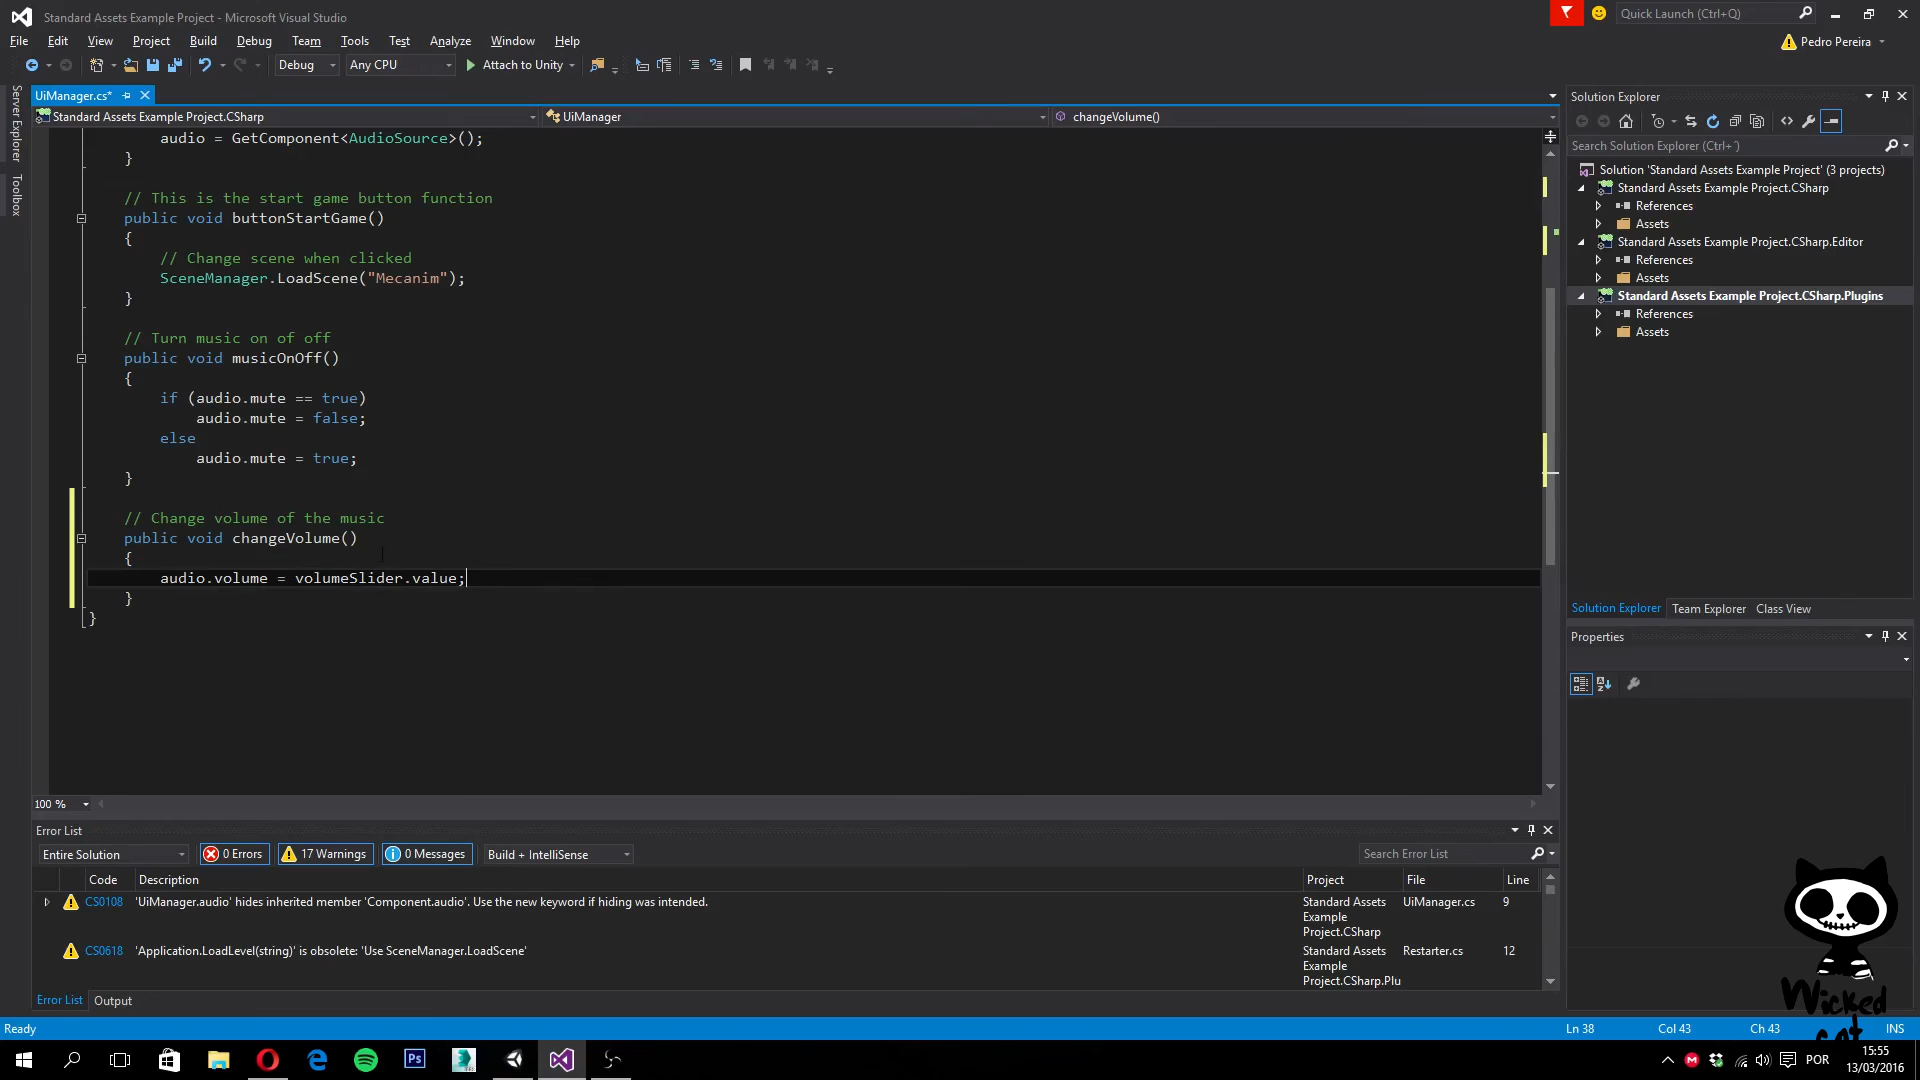 Standard Assets Example Project - Microsoft Visual Studio
Quick Launch (Ctrl+Q)
File Edit View Project Build Debug Team Tools Test Analyze Window Help
Pedro Pereira
Debug Any CPU Attach to Unity
Server Explorer
Toolbox
UiManager.cs*
Standard Assets Example Project.CSharp UiManager changeVolume()
audio = GetComponent<AudioSource>();
}
// This is the start game button function
public void buttonStartGame()
{
// Change scene when clicked
SceneManager.LoadScene("Mecanim");
}
// Turn music on of off
public void musicOnOff()
{
if (audio.mute == true)
audio.mute = false;
else
audio.mute = true;
}
// Change volume of the music
public void changeVolume()
{
audio.volume = volumeSlider.value;
}
}
100 %
Solution Explorer
Search Solution Explorer (Ctrl+´)
Solution 'Standard Assets Example Project' (3 projects)
Standard Assets Example Project.CSharp
References
Assets
Standard Assets Example Project.CSharp.Editor
References
Assets
Standard Assets Example Project.CSharp.Plugins
References
Assets
Solution Explorer Team Explorer Class View
Properties
Error List
Entire Solution 0 Errors 17 Warnings 0 Messages Build + IntelliSense Search Error List
Code Description Project File Line
CS0108 'UiManager.audio' hides inherited member 'Component.audio'. Use the new keyword if hiding was intended. Standard Assets Example Project.CSharp UiManager.cs 9
CS0618 'Application.LoadLevel(string)' is obsolete: 'Use SceneManager.LoadScene' Standard Assets Example Project.CSharp.Plu Restarter.cs 12
Error List Output
Ready Ln 38 Col 43 Ch 43 INS
Wicked
cat
Ps
POR
15:55
13/03/2016